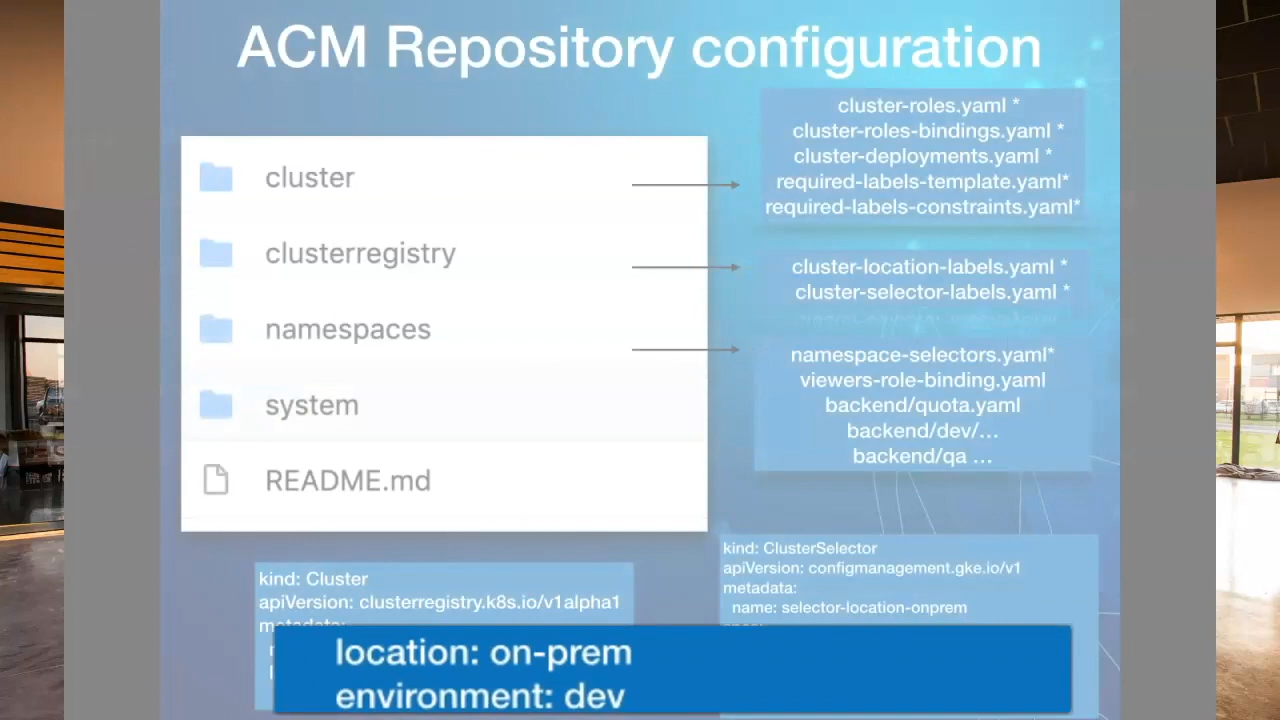 ACM Repository configuration
cluster
clusterregistry
namespaces
system
README.md
cluster-roles.yaml *
cluster-roles-bindings.yaml *
cluster-deployments.yaml *
required-labels-template.yaml*
required-labels-constraints.yaml*
cluster-location-labels.yaml *
cluster-selector-labels.yaml *
namespace-selectors.yaml*
viewers-role-binding.yaml
backend/quota.yaml
backend/dev/…
backend/qa …
kind: Cluster
apiVersion: clusterregistry.k8s.io/v1alpha1
metadata:
kind: ClusterSelector
apiVersion: configmanagement.gke.io/v1
metadata:
name: selector-location-onprem
location: on-prem
environment: dev